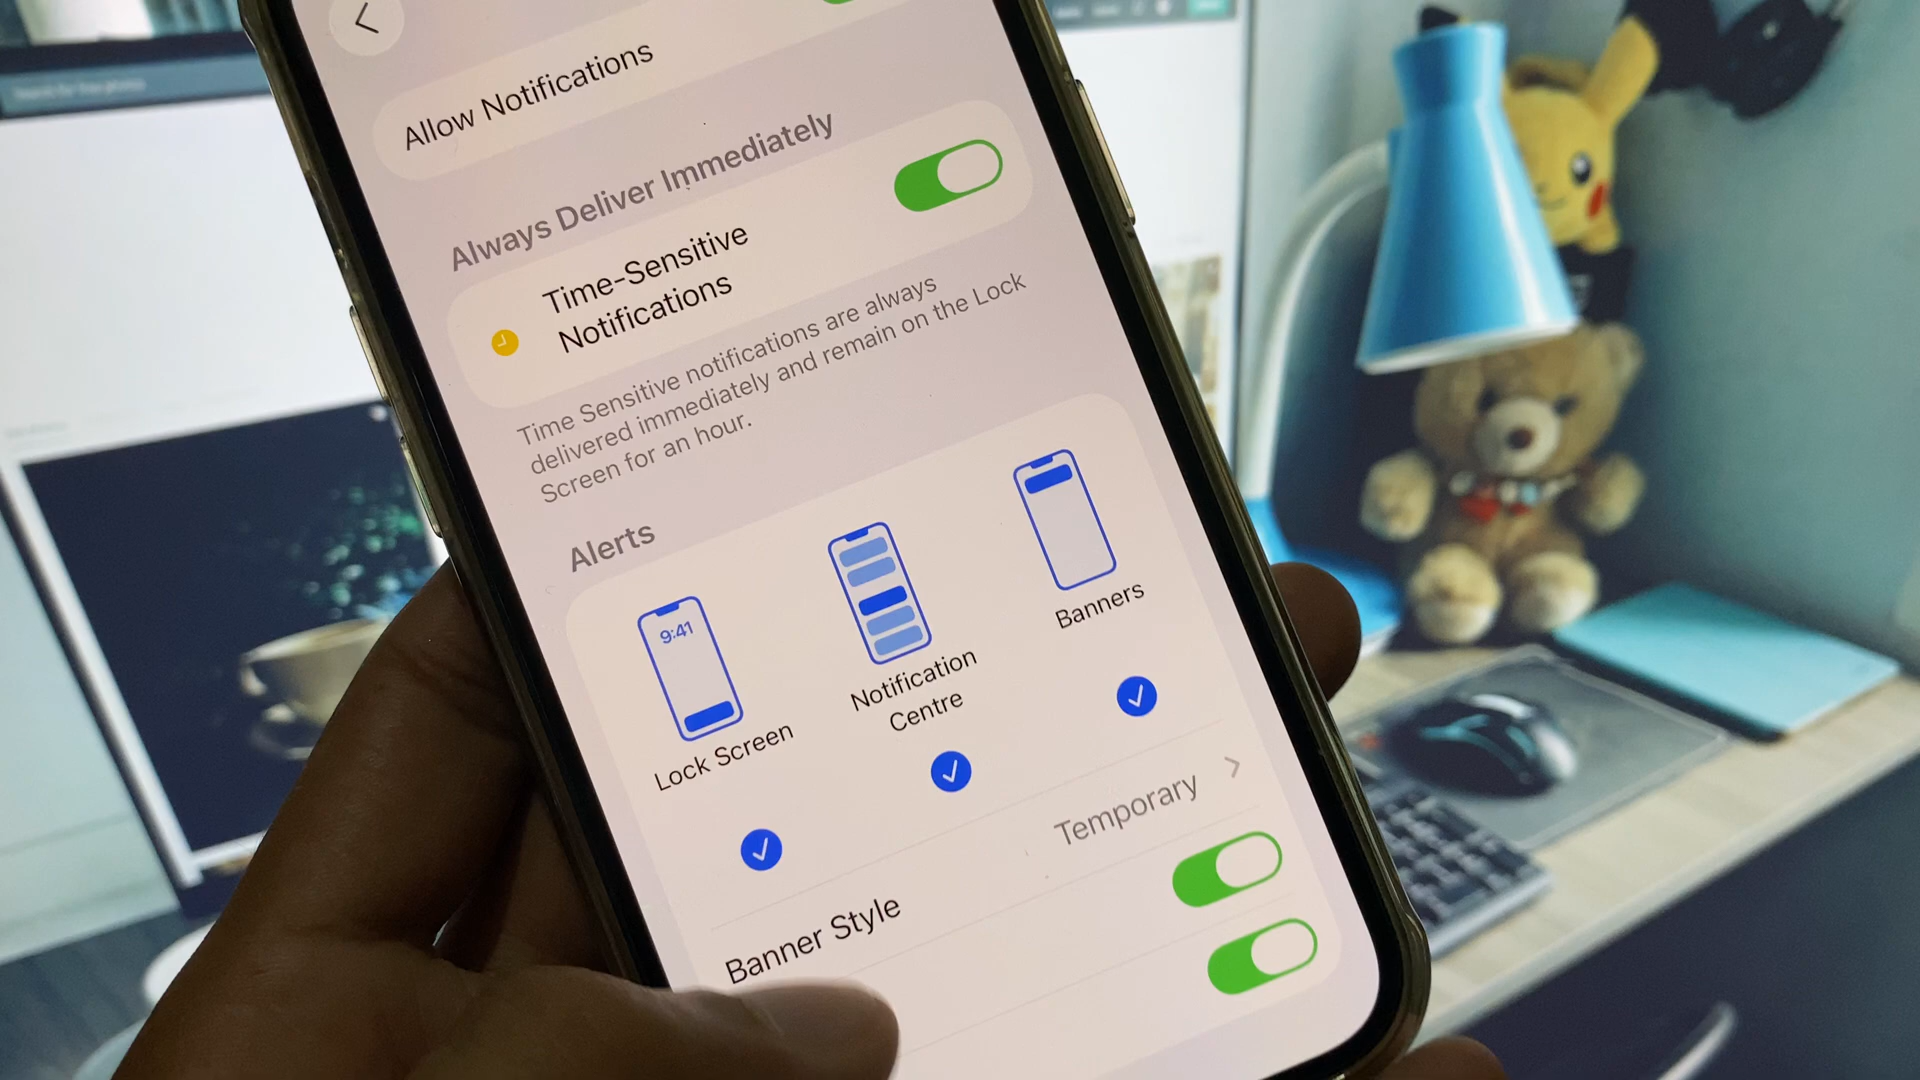 Allow Notifications
Always Deliver Immediately
Time-Sensitive
Notifications
Time Sensitive notifications are always
delivered immediately and remain on the Lock
Screen for an hour.
Alerts
9:41
Lock Screen
Notification
Centre
Banners
Banner Style
Temporary